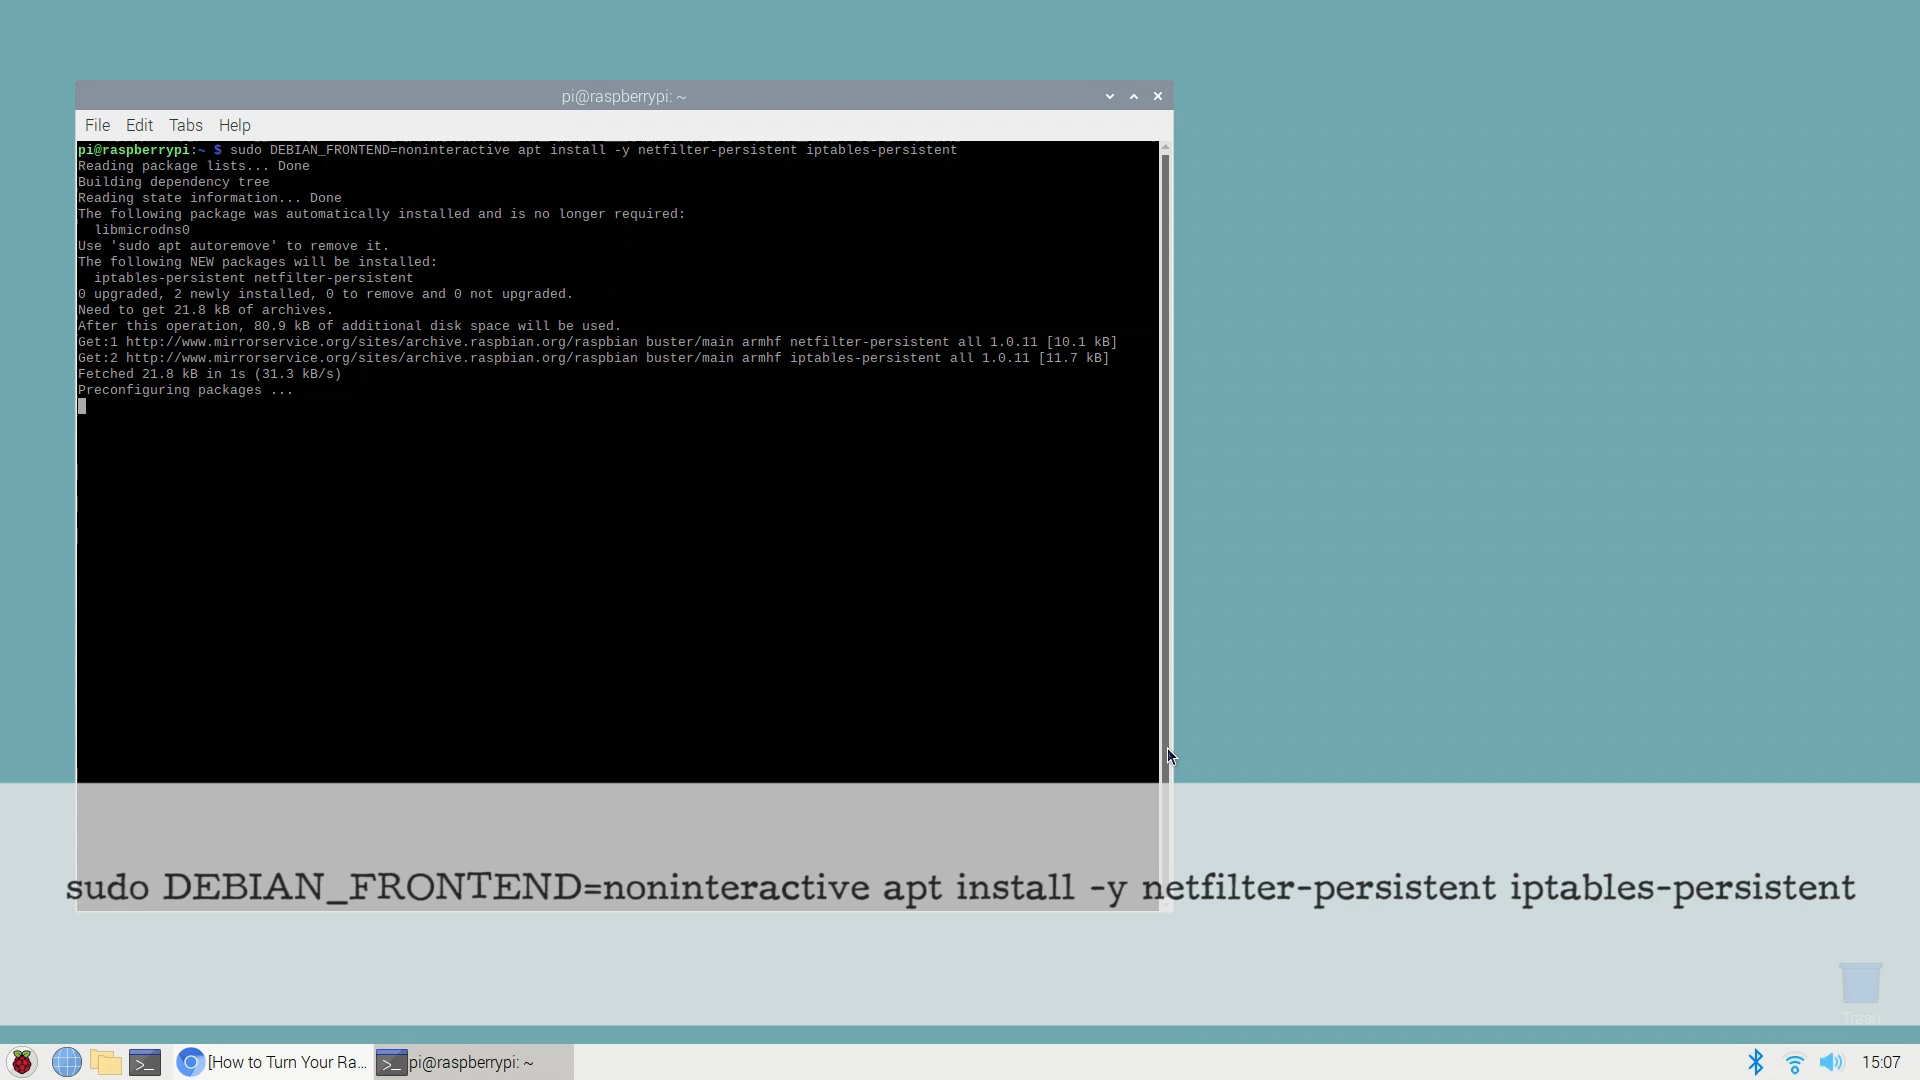 pi@raspberrypi: ~
File Edit Tabs Help
pi@raspberrypi:~ $ sudo DEBIAN_FRONTEND=noninteractive apt install -y netfilter-persistent iptables-persistent
Reading package lists... Done
Building dependency tree
Reading state information... Done
The following package was automatically installed and is no longer required:
  libmicrodns0
Use 'sudo apt autoremove' to remove it.
The following NEW packages will be installed:
  iptables-persistent netfilter-persistent
0 upgraded, 2 newly installed, 0 to remove and 0 not upgraded.
Need to get 21.8 kB of archives.
After this operation, 80.9 kB of additional disk space will be used.
Get:1 http://www.mirrorservice.org/sites/archive.raspbian.org/raspbian buster/main armhf netfilter-persistent all 1.0.11 [10.1 kB]
Get:2 http://www.mirrorservice.org/sites/archive.raspbian.org/raspbian buster/main armhf iptables-persistent all 1.0.11 [11.7 kB]
Fetched 21.8 kB in 1s (31.3 kB/s)
Preconfiguring packages ...
sudo DEBIAN_FRONTEND=noninteractive apt install -y netfilter-persistent iptables-persistent
Trash
[How to Turn Your Ra... pi@raspberrypi: ~ 15:07